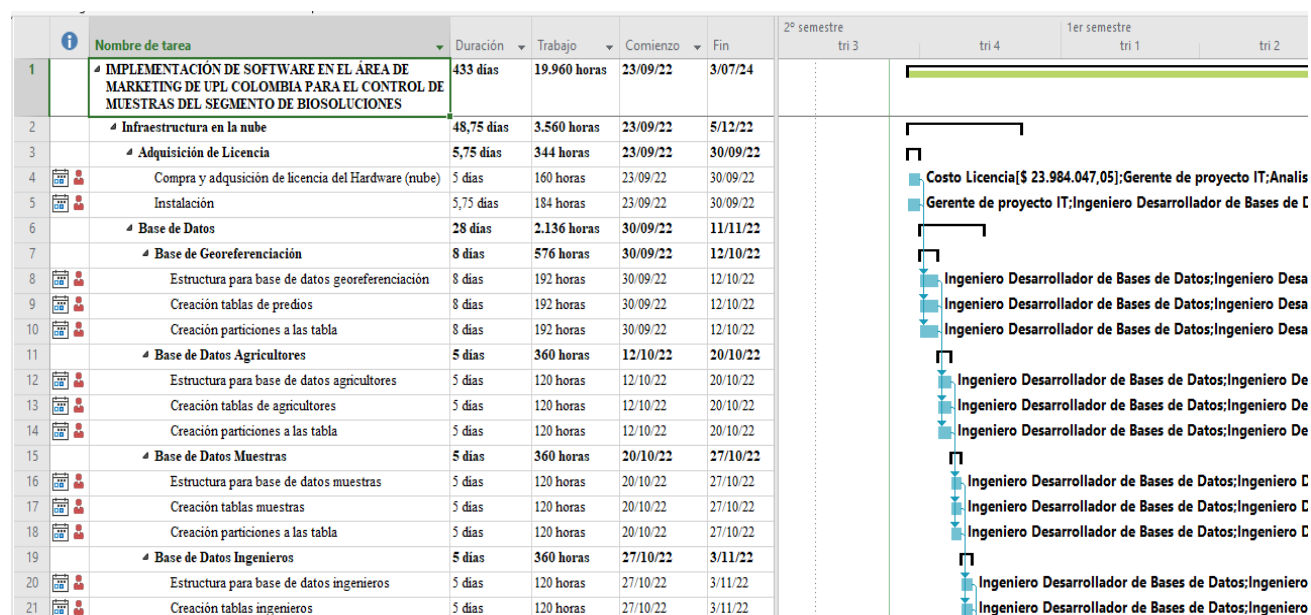 2º semestre 1er semestre
Nombre de tarea Duración Trabajo Comienzo Fin tri 3 tri 4 tri 1 tri 2
1 IMPLEMENTACIÓN DE SOFTWARE EN EL ÁREA DE MARKETING DE UPL COLOMBIA PARA EL CONTROL DE MUESTRAS DEL SEGMENTO DE BIOSOLUCIONES 433 días 19.960 horas 23/09/22 3/07/24
2 Infraestructura en la nube 48,75 días 3.560 horas 23/09/22 5/12/22
3 Adquisición de Licencia 5,75 días 344 horas 23/09/22 30/09/22
4 Compra y adqusición de licencia del Hardware (nube) 5 días 160 horas 23/09/22 30/09/22 Costo Licencia[$ 23.984.047,05];Gerente de proyecto IT;Analis
5 Instalación 5,75 días 184 horas 23/09/22 30/09/22 Gerente de proyecto IT;Ingeniero Desarrollador de Bases de D
6 Base de Datos 28 días 2.136 horas 30/09/22 11/11/22
7 Base de Georeferenciación 8 días 576 horas 30/09/22 12/10/22
8 Estructura para base de datos georeferenciación 8 días 192 horas 30/09/22 12/10/22 Ingeniero Desarrollador de Bases de Datos;Ingeniero Desa
9 Creación tablas de predios 8 días 192 horas 30/09/22 12/10/22 Ingeniero Desarrollador de Bases de Datos;Ingeniero Desa
10 Creación particiones a las tabla 8 días 192 horas 30/09/22 12/10/22 Ingeniero Desarrollador de Bases de Datos;Ingeniero Desa
11 Base de Datos Agricultores 5 días 360 horas 12/10/22 20/10/22
12 Estructura para base de datos agricultores 5 días 120 horas 12/10/22 20/10/22 Ingeniero Desarrollador de Bases de Datos;Ingeniero De
13 Creación tablas de agricultores 5 días 120 horas 12/10/22 20/10/22 Ingeniero Desarrollador de Bases de Datos;Ingeniero De
14 Creación particiones a las tabla 5 días 120 horas 12/10/22 20/10/22 Ingeniero Desarrollador de Bases de Datos;Ingeniero De
15 Base de Datos Muestras 5 días 360 horas 20/10/22 27/10/22
16 Estructura para base de datos muestras 5 días 120 horas 20/10/22 27/10/22 Ingeniero Desarrollador de Bases de Datos;Ingeniero D
17 Creación tablas muestras 5 días 120 horas 20/10/22 27/10/22 Ingeniero Desarrollador de Bases de Datos;Ingeniero D
18 Creación particiones a las tabla 5 días 120 horas 20/10/22 27/10/22 Ingeniero Desarrollador de Bases de Datos;Ingeniero D
19 Base de Datos Ingenieros 5 días 360 horas 27/10/22 3/11/22
20 Estructura para base de datos ingenieros 5 días 120 horas 27/10/22 3/11/22 Ingeniero Desarrollador de Bases de Datos;Ingeniero
21 Creación tablas ingenieros 5 días 120 horas 27/10/22 3/11/22 Ingeniero Desarrollador de Bases de Datos;Ingeniero